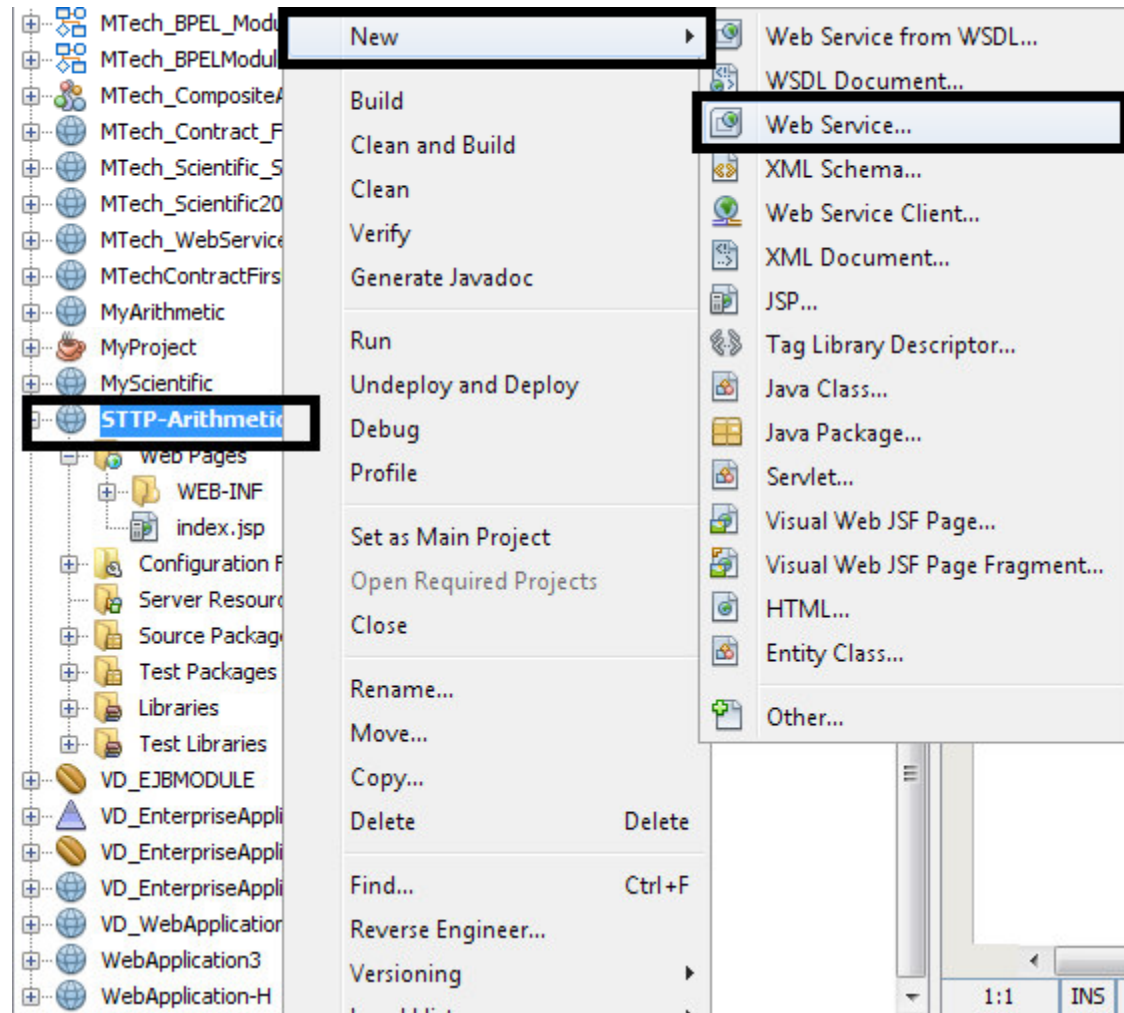 MTech_BPEL_Modu
MTech_BPELModul
MTech_CompositeA
MTech_Contract_F
MTech_Scientific_S
MTech_Scientific20
MTech_WebService
MTechContractFirs
MyArithmetic
MyProject
MyScientific
STTP-Arithmetic
Web Pages
WEB-INF
index.jsp
Configuration F
Server Resourc
Source Packag
Test Packages
Libraries
Test Libraries
VD_EJBMODULE
VD_EnterpriseAppli
VD_EnterpriseAppli
VD_EnterpriseAppli
VD_WebApplication
WebApplication3
WebApplication-H
New
Build
Clean and Build
Clean
Verify
Generate Javadoc
Run
Undeploy and Deploy
Debug
Profile
Set as Main Project
Open Required Projects
Close
Rename...
Move...
Copy...
Delete Delete
Find... Ctrl+F
Reverse Engineer...
Versioning
Web Service from WSDL...
WSDL Document...
Web Service...
XML Schema...
Web Service Client...
XML Document...
JSP...
Tag Library Descriptor...
Java Class...
Java Package...
Servlet...
Visual Web JSF Page...
Visual Web JSF Page Fragment...
HTML...
Entity Class...
Other...
1:1 INS